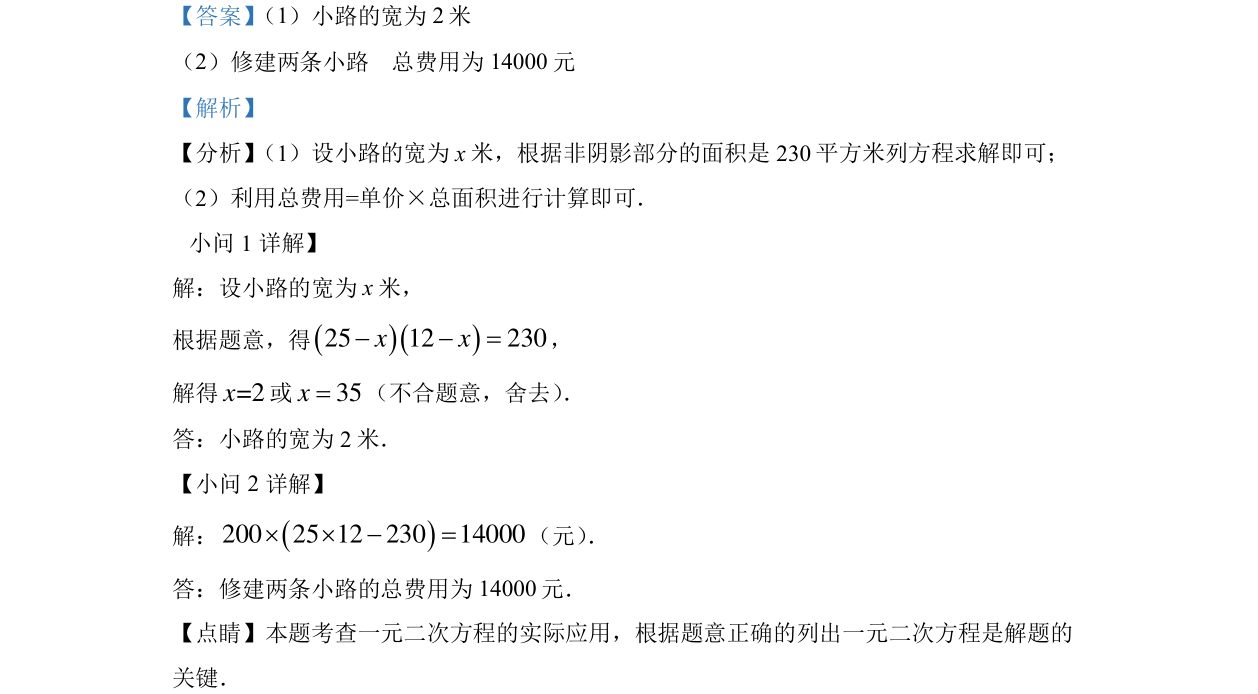 【答案】（1）小路的宽为 2 米
（2）修建两条小路 总费用为 14000 元
【解析】
【分析】（1）设小路的宽为 x 米，根据非阴影部分的面积是 230 平方米列方程求解即可；
（2）利用总费用=单价×总面积进行计算即可．
小问 1 详解】
解：设小路的宽为 x 米，
根据题意，得(25−x)(12−x)=230，
解得 x=2 或 x=35（不合题意，舍去）．
答：小路的宽为 2 米．
【小问 2 详解】
解：200×(25×12−230)=14000（元）．
答：修建两条小路的总费用为 14000 元．
【点睛】本题考查一元二次方程的实际应用，根据题意正确的列出一元二次方程是解题的
关键．